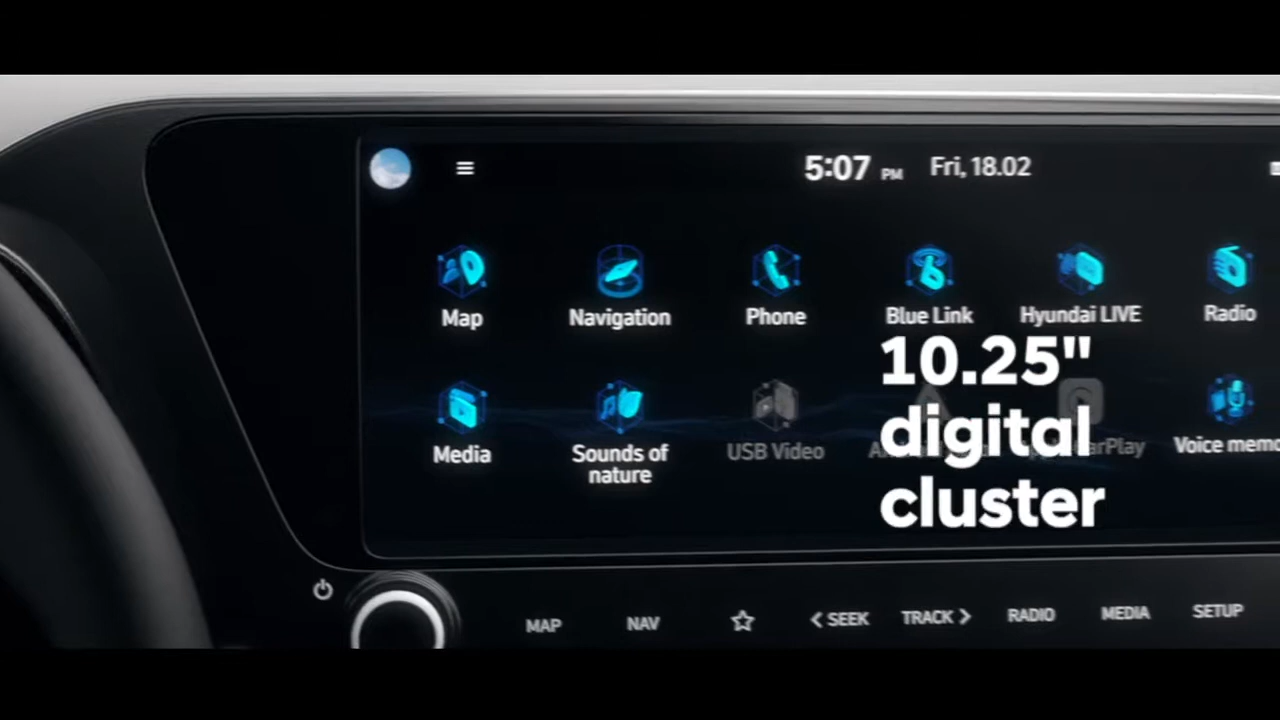 5:07 PM Fri, 18.02
Map Navigation Phone Blue Link Hyundai LIVE Radio
10.25"
digital
cluster
Media Sounds of nature USB Video CarPlay Voice memo
MAP NAV SEEK TRACK RADIO MEDIA SETUP